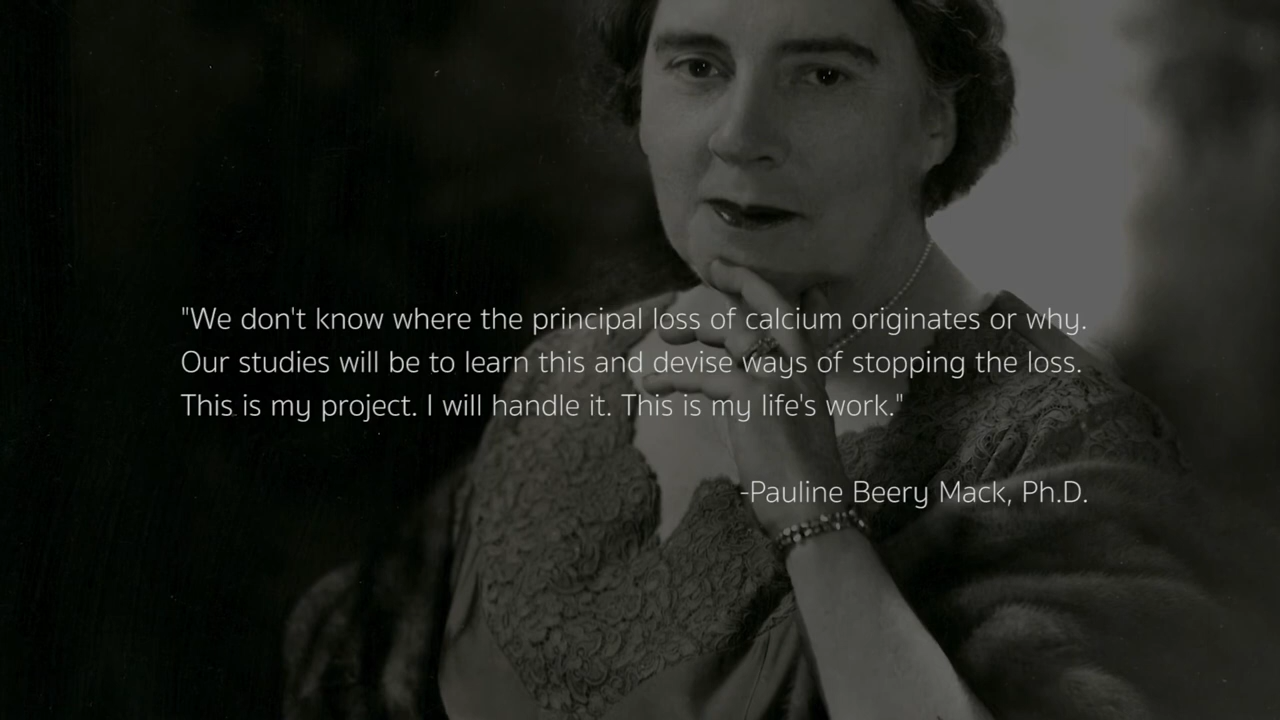 "We don't know where the principal loss of calcium originates or why.
Our studies will be to learn this and devise ways of stopping the loss.
This is my project. I will handle it. This is my life's work."
-Pauline Beery Mack, Ph.D.